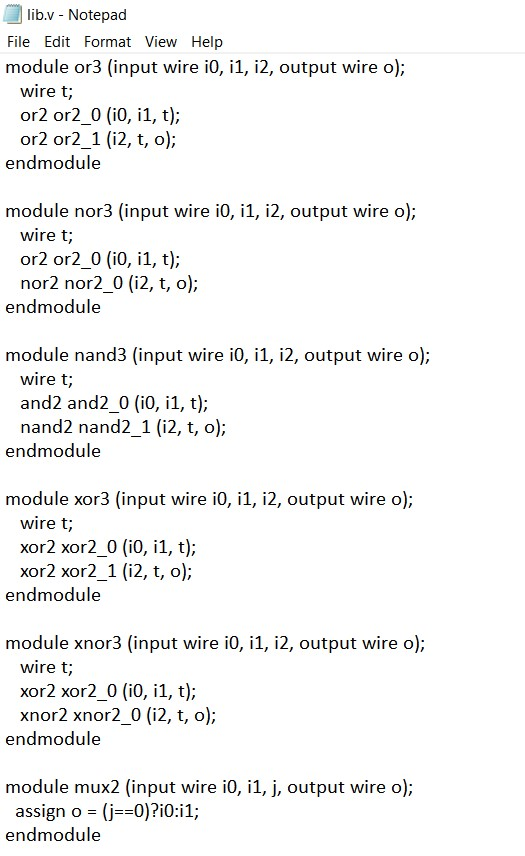 lib.v - Notepad
File Edit Format View Help
module or3 (input wire i0, i1, i2, output wire o);
wire t;
or2 or2_0 (i0, i1, t);
or2 or2_1 (i2, t, o);
endmodule
module nor3 (input wire i0, i1, i2, output wire o);
wire t;
or2 or2_0 (i0, i1, t);
nor2 nor2_0 (i2, t, o);
endmodule
module nand3 (input wire i0, i1, i2, output wire o);
wire t;
and2 and2_0 (i0, i1, t);
nand2 nand2_1 (i2, t, o);
endmodule
module xor3 (input wire i0, i1, i2, output wire o);
wire t;
xor2 xor2_0 (i0, i1, t);
xor2 xor2_1 (i2, t, o);
endmodule
module xnor3 (input wire i0, i1, i2, output wire o);
wire t;
xor2 xor2_0 (i0, i1, t);
xnor2 xnor2_0 (i2, t, o);
endmodule
module mux2 (input wire i0, i1, j, output wire o);
assign o = (j==0)?i0:i1;
endmodule